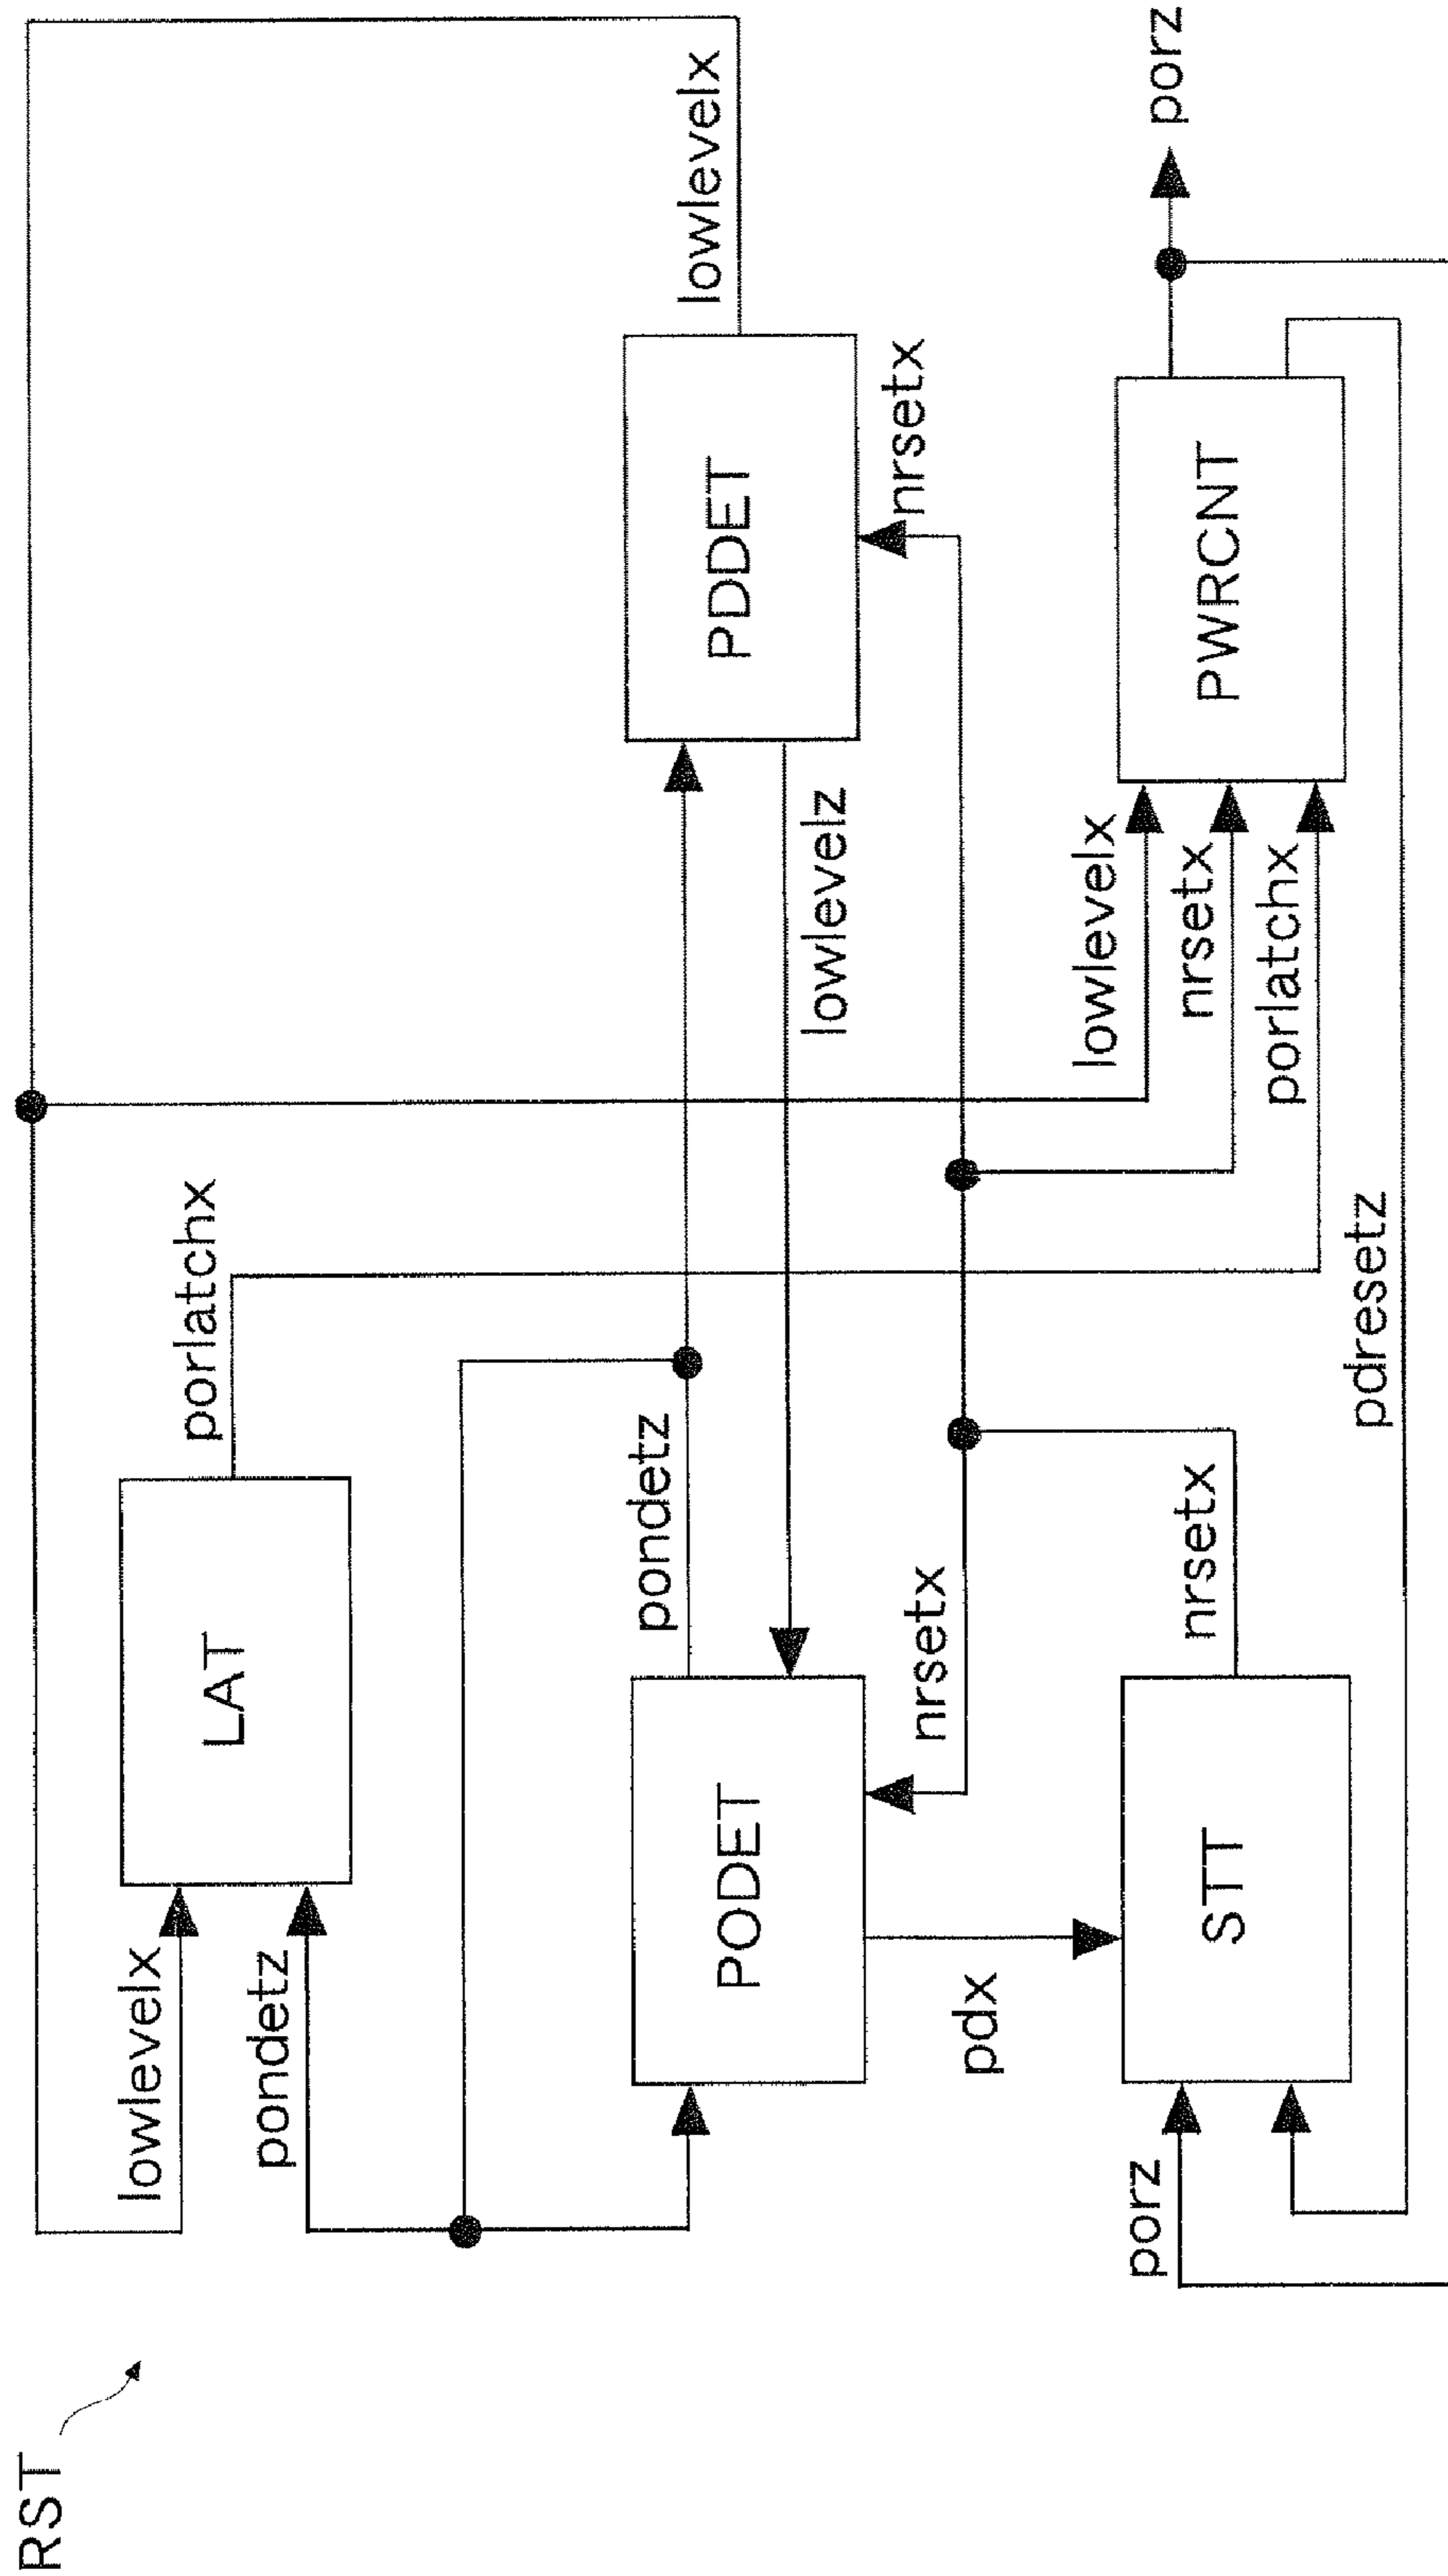 RST
lowlevelx
pondetz
LAT
porlatchx
lowlevelx
PODET
pondetz
lowlevelz
PDDET
nrsetx
nrsetx
pdx
porz
STT
nrsetx
pdresetz
lowlevelx
nrsetx
porlatchx
PWRCNT
porz